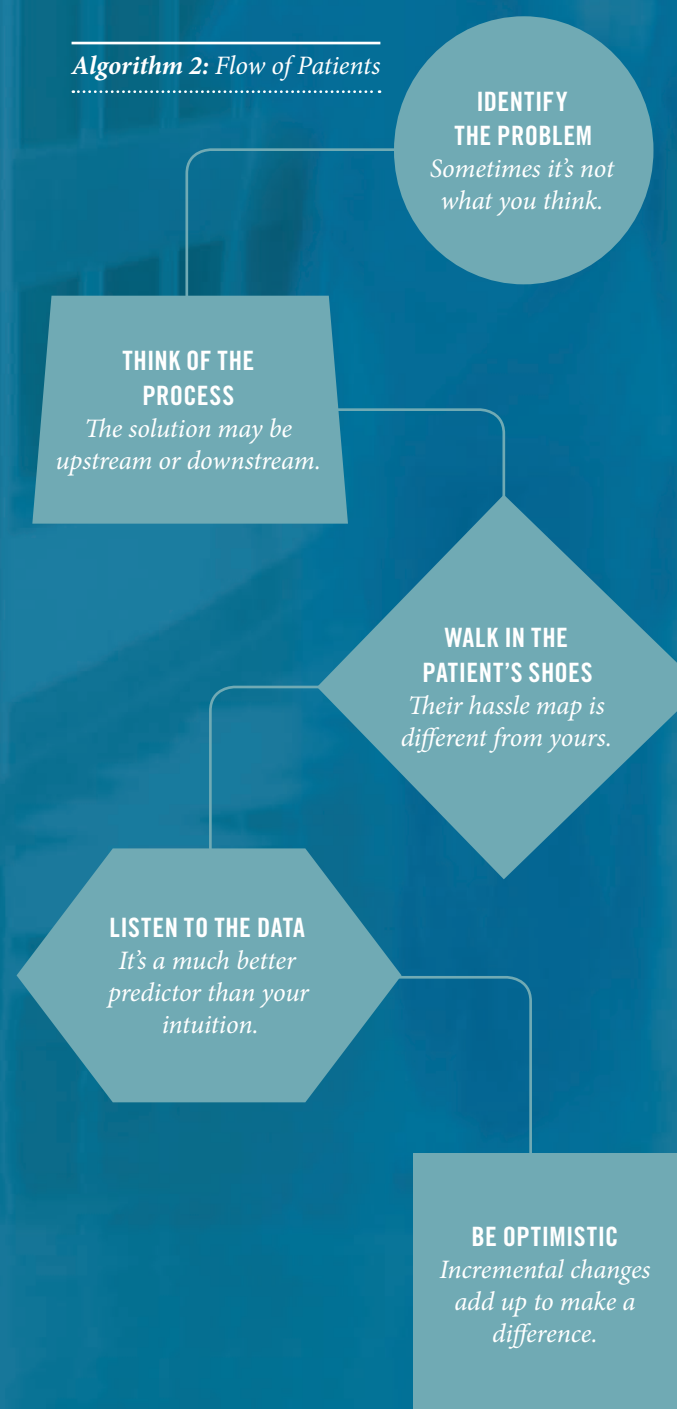 Algorithm 2: Flow of Patients
IDENTIFY
THE PROBLEM
Sometimes it's not
what you think.
THINK OF THE
PROCESS
The solution may be
upstream or downstream.
WALK IN THE
PATIENT'S SHOES
Their hassle map is
different from yours.
LISTEN TO THE DATA
It's a much better
predictor than your
intuition.
BE OPTIMISTIC
Incremental changes
add up to make a
difference.